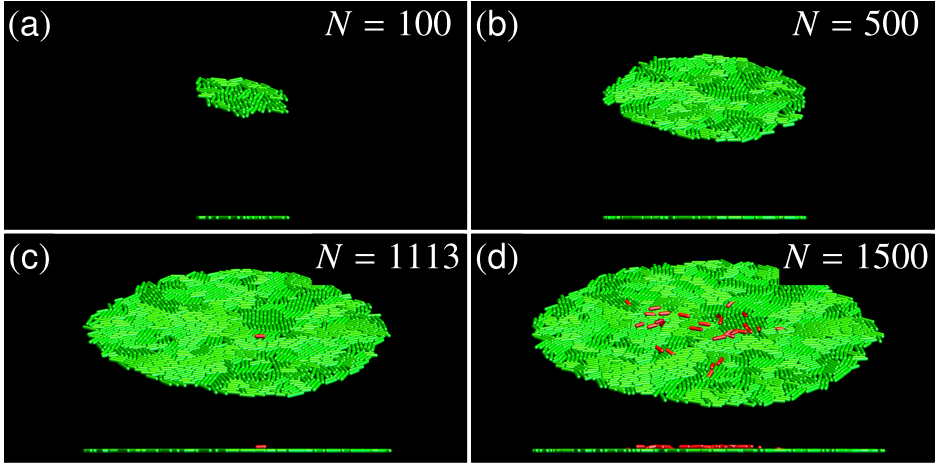 (a) N = 100
(b) N = 500
(c) N = 1113
(d) N = 1500